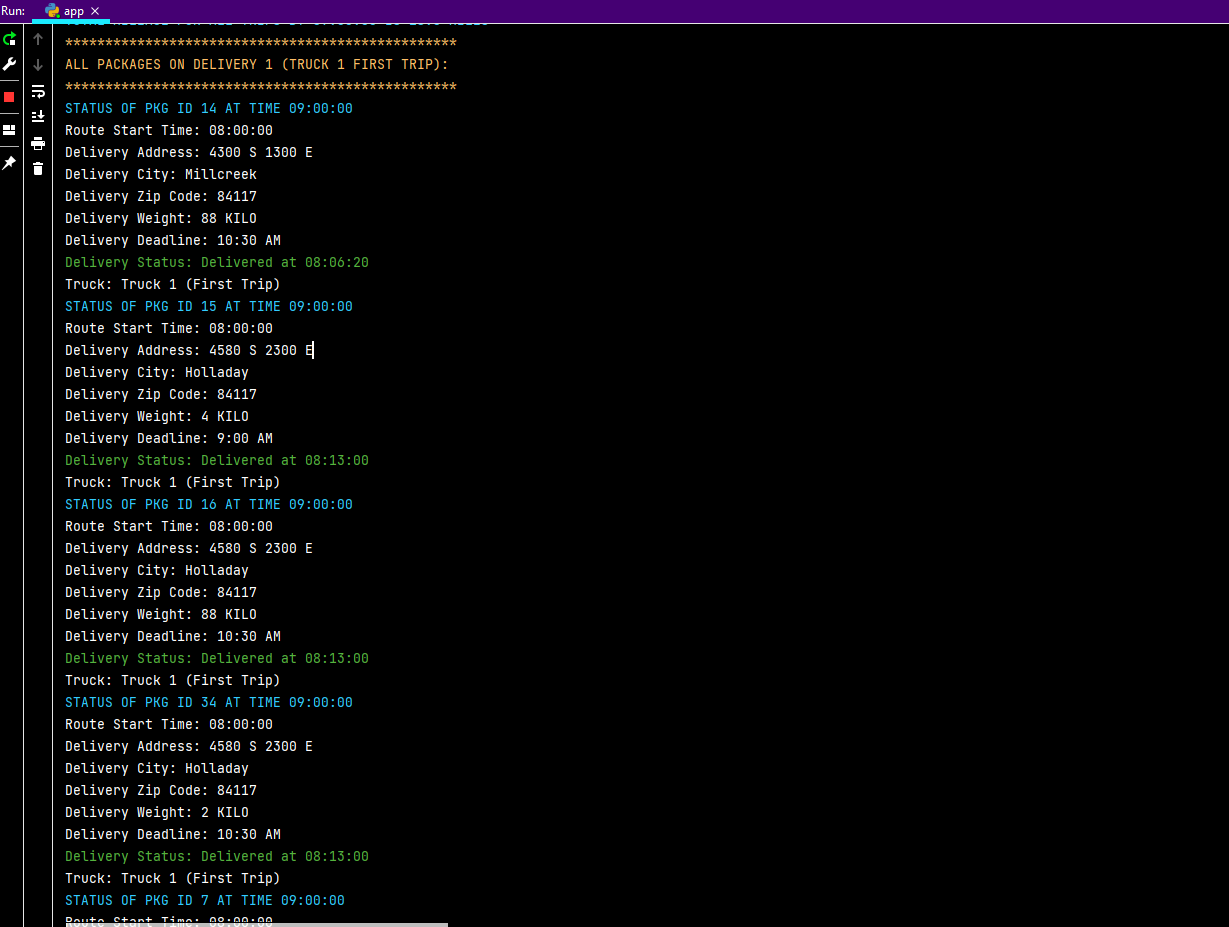 Run: app
*************************************************
ALL PACKAGES ON DELIVERY 1 (TRUCK 1 FIRST TRIP):
*************************************************
STATUS OF PKG ID 14 AT TIME 09:00:00
Route Start Time: 08:00:00
Delivery Address: 4300 S 1300 E
Delivery City: Millcreek
Delivery Zip Code: 84117
Delivery Weight: 88 KILO
Delivery Deadline: 10:30 AM
Delivery Status: Delivered at 08:06:20
Truck: Truck 1 (First Trip)
STATUS OF PKG ID 15 AT TIME 09:00:00
Route Start Time: 08:00:00
Delivery Address: 4580 S 2300 E
Delivery City: Holladay
Delivery Zip Code: 84117
Delivery Weight: 4 KILO
Delivery Deadline: 9:00 AM
Delivery Status: Delivered at 08:13:00
Truck: Truck 1 (First Trip)
STATUS OF PKG ID 16 AT TIME 09:00:00
Route Start Time: 08:00:00
Delivery Address: 4580 S 2300 E
Delivery City: Holladay
Delivery Zip Code: 84117
Delivery Weight: 88 KILO
Delivery Deadline: 10:30 AM
Delivery Status: Delivered at 08:13:00
Truck: Truck 1 (First Trip)
STATUS OF PKG ID 34 AT TIME 09:00:00
Route Start Time: 08:00:00
Delivery Address: 4580 S 2300 E
Delivery City: Holladay
Delivery Zip Code: 84117
Delivery Weight: 2 KILO
Delivery Deadline: 10:30 AM
Delivery Status: Delivered at 08:13:00
Truck: Truck 1 (First Trip)
STATUS OF PKG ID 7 AT TIME 09:00:00
Route Start Time: 08:00:00